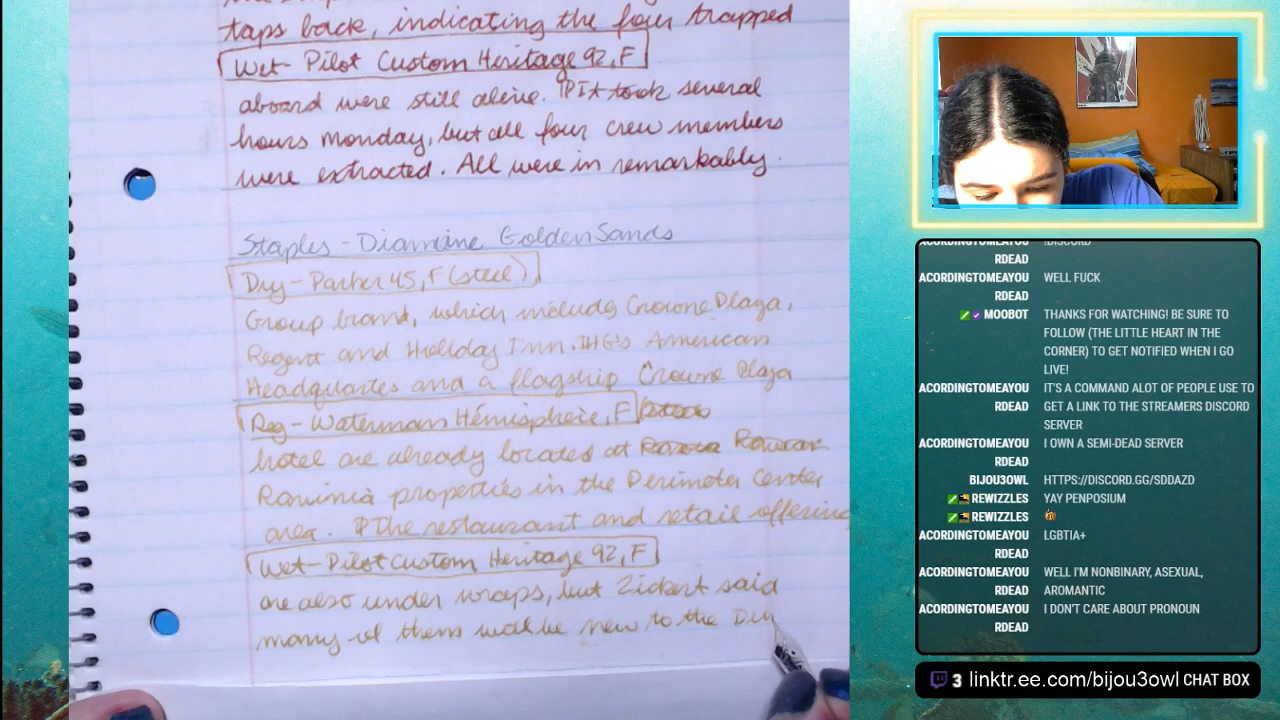 taps back, indicating the four trapped
Wet- Pilot Custom Heritage 92, F
aboard were still alive. It took several
hours Monday, but all four crew members
were extracted. All were in remarkably.
Staples - Diamine Golden Sands
Dry- Parker 45, F (steel)
Group brand, which includes Crowne Plaza,
Regent and Holiday Inn. IHG's American
Headquartes and a flagship Crowne Plaza
Reg- Waterman Hémisphère, F
hotel are already located at
Ravinia properties in the Perimeter Center
area. ¶The restaurant and retail offering
Wet- Pilot Custom Heritage 92, F
are also under wraps, but Zickert said
many of them will be new to the Dun
ACORDINGTOMEAYOU !DISCORD
RDEAD
ACORDINGTOMEAYOU WELL FUCK
RDEAD
MOOBOT THANKS FOR WATCHING! BE SURE TO
FOLLOW (THE LITTLE HEART IN THE
CORNER) TO GET NOTIFIED WHEN I GO
LIVE!
ACORDINGTOMEAYOU IT'S A COMMAND ALOT OF PEOPLE USE TO
RDEAD GET A LINK TO THE STREAMERS DISCORD
SERVER
ACORDINGTOMEAYOU I OWN A SEMI-DEAD SERVER
RDEAD
BIJOU3OWL HTTPS://DISCORD.GG/SDDAZD
REWIZZLES YAY PENPOSIUM
REWIZZLES
ACORDINGTOMEAYOU LGBTIA+
RDEAD
ACORDINGTOMEAYOU WELL I'M NONBINARY, ASEXUAL,
RDEAD AROMANTIC
ACORDINGTOMEAYOU I DON'T CARE ABOUT PRONOUN
RDEAD
3 linktr.ee.com/bijou3owl CHAT BOX